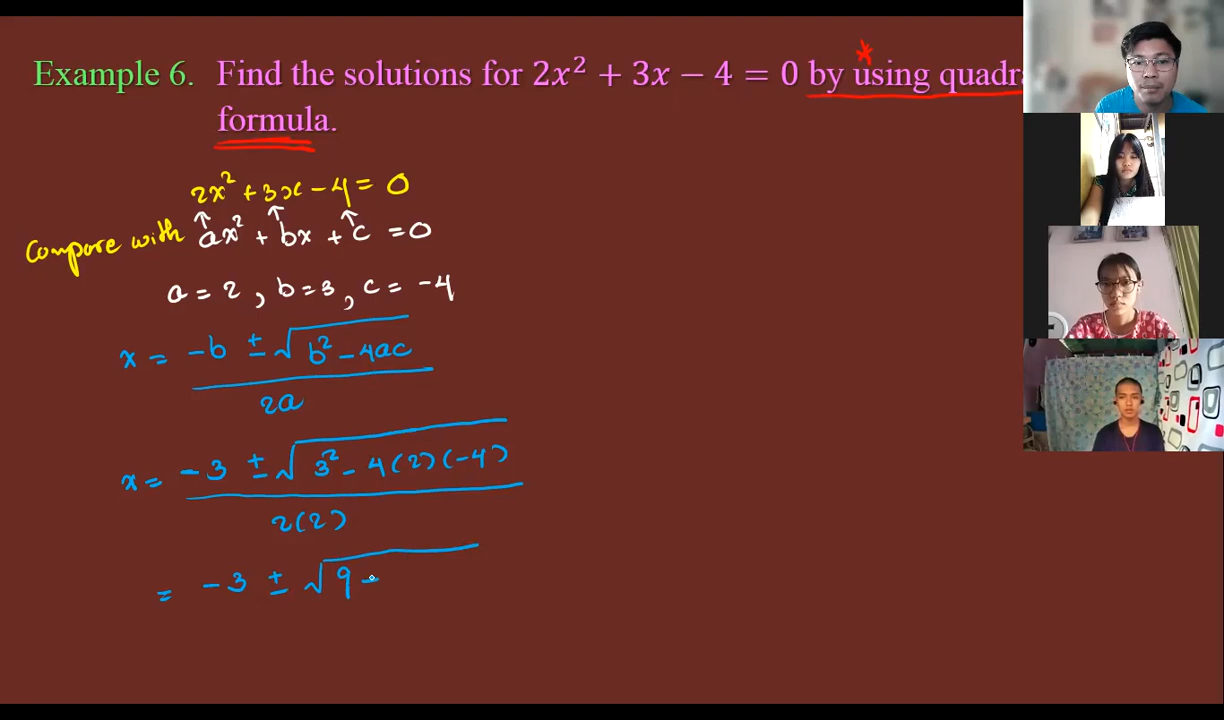 Example 6. Find the solutions for 2x² + 3x − 4 = 0 by using quadr
formula.
2x² + 3x − 4 = 0
Compare with ax² + bx + c = 0
a = 2 , b = 3 , c = -4
x = -b ± √b² - 4ac
2a
x = -3 ± √3² - 4(2)(-4)
2(2)
= -3 ± √9 -